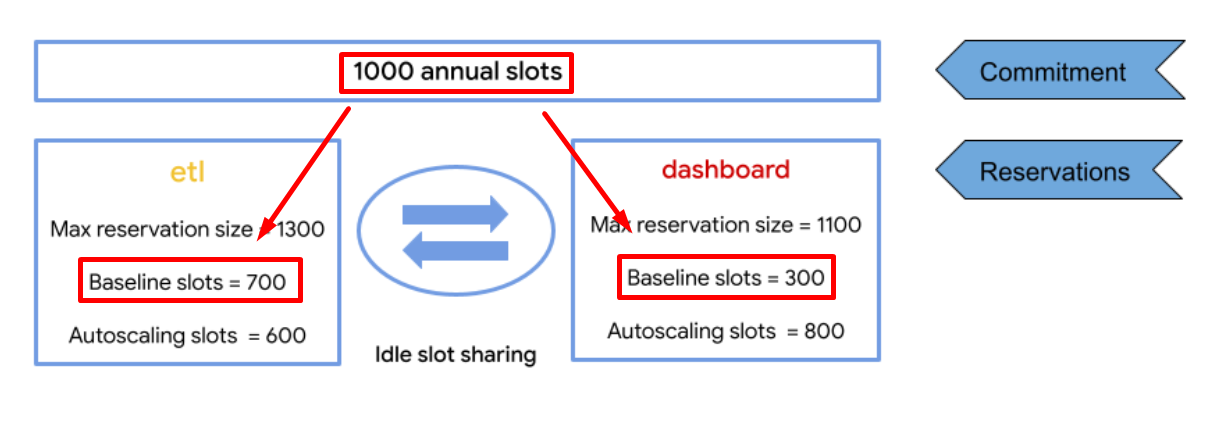 1000 annual slots
Commitment
etl
dashboard
Reservations
Max reservation size = 1300
Max reservation size = 1100
Baseline slots = 700
Baseline slots = 300
Autoscaling slots = 600
Autoscaling slots = 800
Idle slot sharing